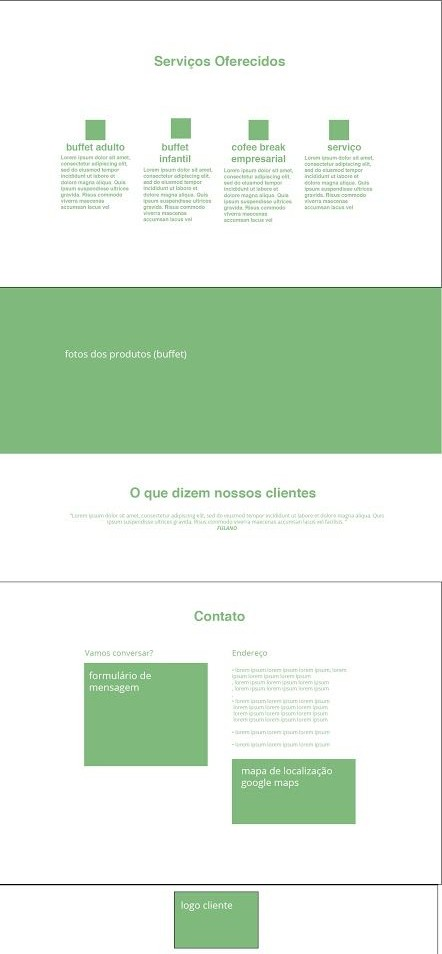 Serviços Oferecidos
buffet adulto
Lorem ipsum dolor sit amet,
consectetur adipiscing elit,
sed do eiusmod tempor
incididunt ut labore et
dolore magna aliqua. Quis
ipsum suspendisse ultrices
gravida. Risus commodo
viverra maecenas
accumsan lacus vel
buffet
infantil
Lorem ipsum dolor sit amet,
consectetur adipiscing elit,
sed do eiusmod tempor
incididunt ut labore et
dolore magna aliqua. Quis
ipsum suspendisse ultrices
gravida. Risus commodo
viverra maecenas
accumsan lacus vel
cofee break
empresarial
Lorem ipsum dolor sit amet,
consectetur adipiscing elit,
sed do eiusmod tempor
incididunt ut labore et
dolore magna aliqua. Quis
ipsum suspendisse ultrices
gravida. Risus commodo
viverra maecenas
accumsan lacus vel
serviço
Lorem ipsum dolor sit amet,
consectetur adipiscing elit,
sed do eiusmod tempor
incididunt ut labore et
dolore magna aliqua. Quis
ipsum suspendisse ultrices
gravida. Risus commodo
viverra maecenas
accumsan lacus vel
fotos dos produtos (buffet)
O que dizem nossos clientes
"Lorem ipsum dolor sit amet, consectetur adipiscing elit, sed do eiusmod tempor incididunt ut labore et dolore magna aliqua. Quis
ipsum suspendisse ultrices gravida. Risus commodo viverra maecenas accumsan lacus vel facilisis. "
FULANO
Contato
Vamos conversar?
formulário de
mensagem
Endereço
• lorem ipsum lorem ipsum lorem ipsum, lorem
ipsum lorem ipsum lorem ipsum
, lorem ipsum lorem ipsum lorem ipsum
, lorem ipsum lorem ipsum lorem ipsum
.
• lorem ipsum lorem ipsum lorem ipsum
lorem ipsum lorem ipsum lorem ipsum
lorem ipsum lorem ipsum lorem ipsum
lorem ipsum lorem ipsum lorem ipsum
• lorem ipsum lorem ipsum lorem ipsum
• lorem ipsum lorem ipsum lorem ipsum
mapa de localização
google maps
logo cliente